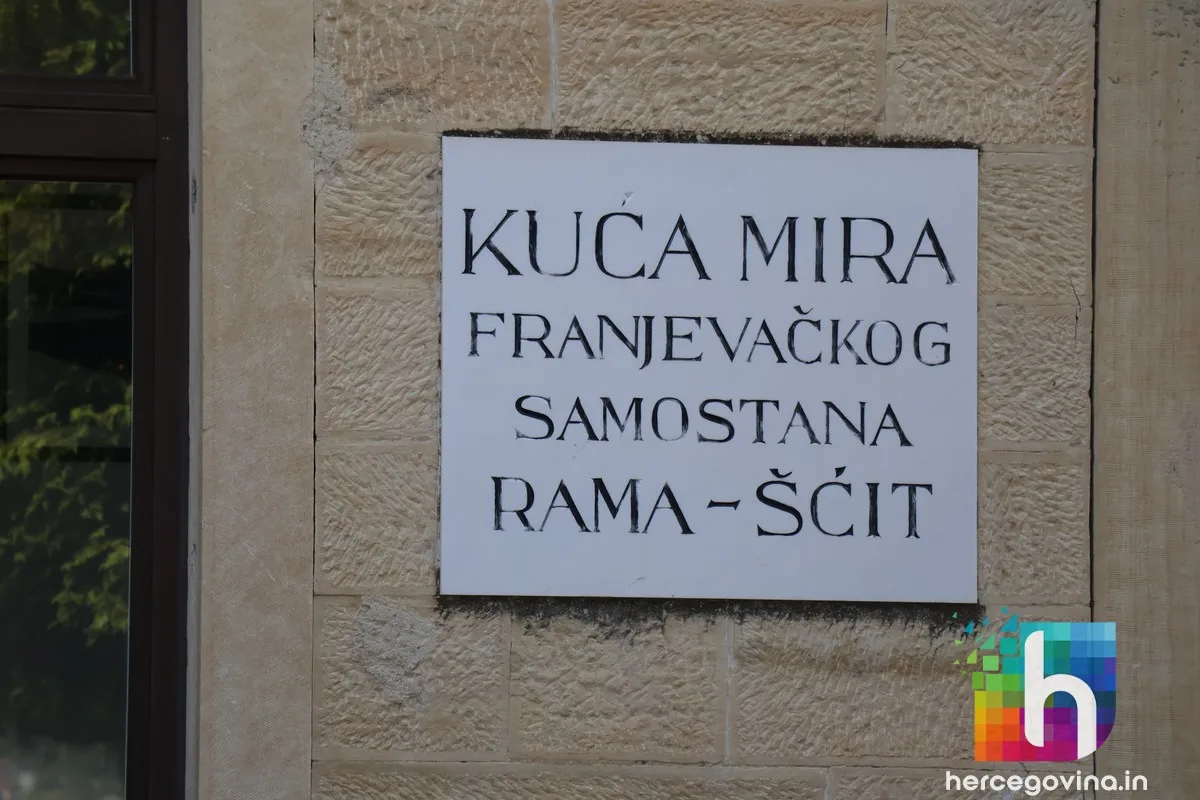 KUĆA MIRA
FRANJEVAČKOG
SAMOSTANA
RAMA - ŠĆIT
h
hercegovina.in